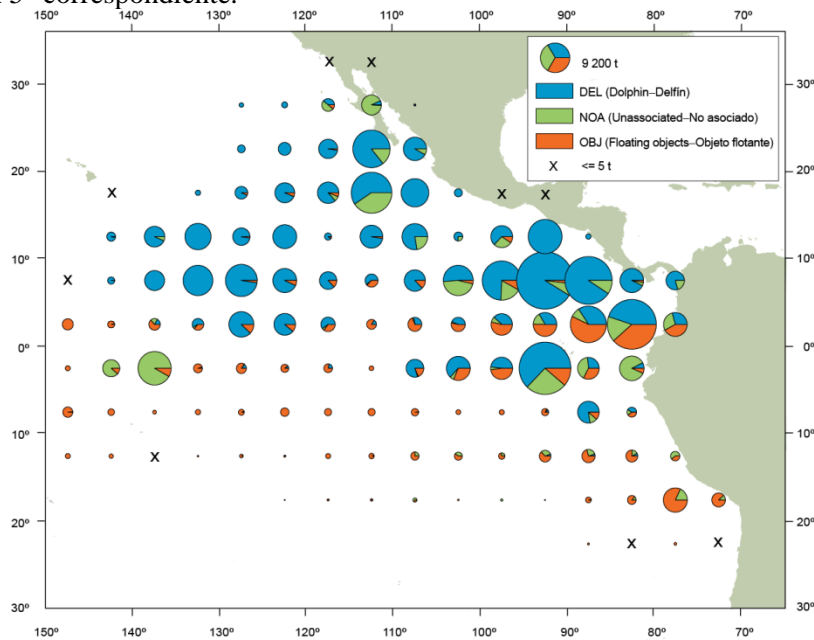 5° correspondiente.
150° 140° 130° 120° 110° 100° 90° 80° 70°
9 200 t
DEL (Dolphin–Delfín)
NOA (Unassociated–No asociado)
OBJ (Floating objects–Objeto flotante)
x <= 5 t
x x
30° 30°
20° 20°
x x x
10° 10°
x
0° 0°
10° 10°
x
20° 20°
x x
30° 30°
150° 140° 130° 120° 110° 100° 90° 80° 70°